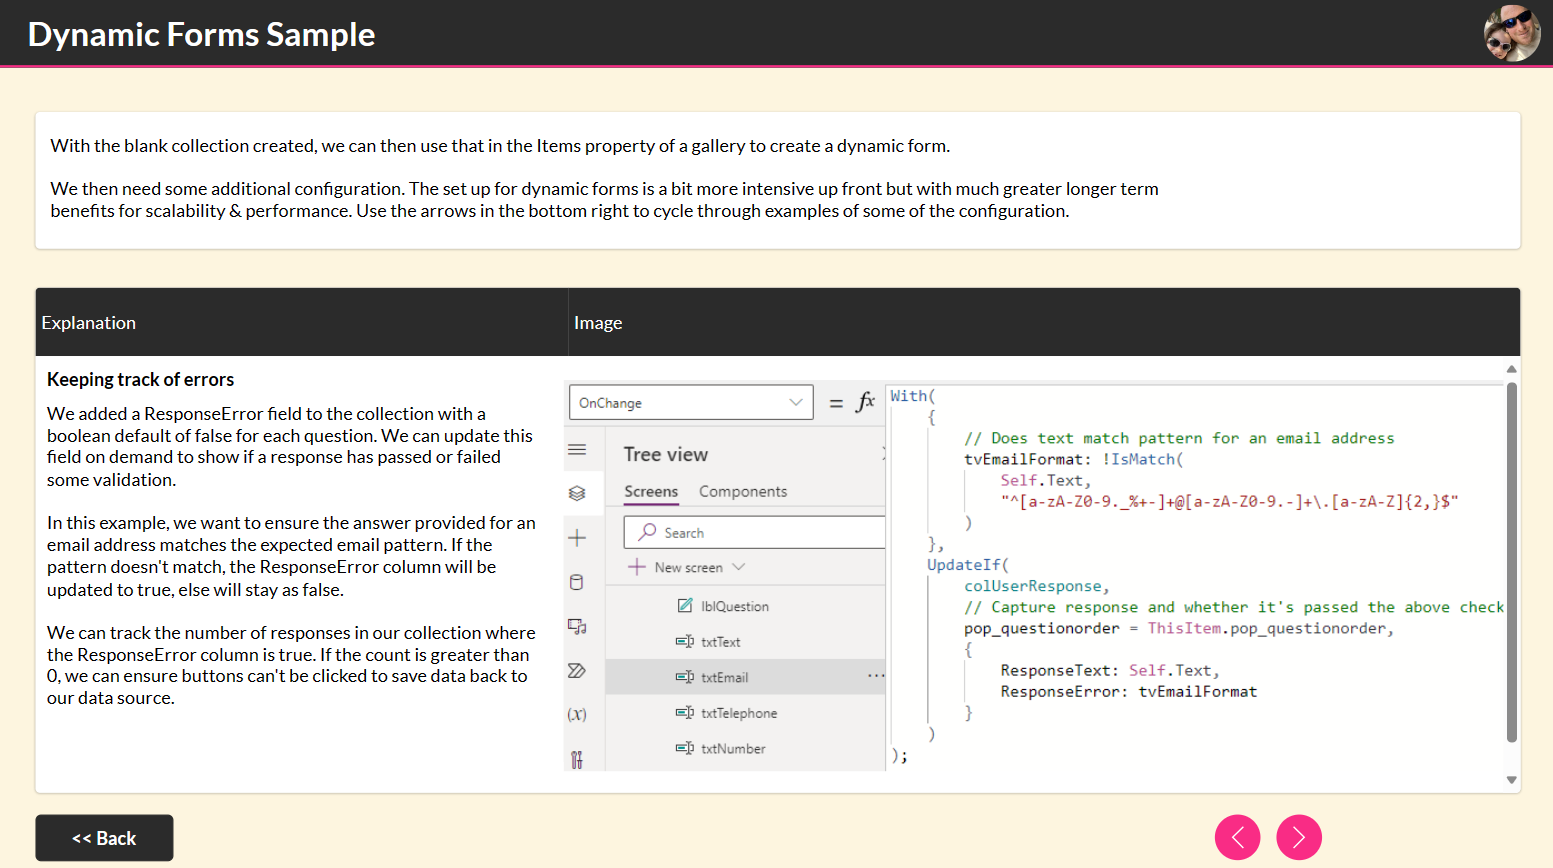 Dynamic Forms Sample
With the blank collection created, we can then use that in the Items property of a gallery to create a dynamic form.
We then need some additional configuration. The set up for dynamic forms is a bit more intensive up front but with much greater longer term
benefits for scalability & performance. Use the arrows in the bottom right to cycle through examples of some of the configuration.
Explanation
Image
Keeping track of errors
We added a ResponseError field to the collection with a
boolean default of false for each question. We can update this
field on demand to show if a response has passed or failed
some validation.
In this example, we want to ensure the answer provided for an
email address matches the expected email pattern. If the
pattern doesn't match, the ResponseError column will be
updated to true, else will stay as false.
We can track the number of responses in our collection where
the ResponseError column is true. If the count is greater than
0, we can ensure buttons can't be clicked to save data back to
our data source.
OnChange
= fx
Tree view
Screens Components
Search
New screen
lblQuestion
txtText
txtEmail ...
txtTelephone
txtNumber
(x)
With(
{
// Does text match pattern for an email address
tvEmailFormat: !IsMatch(
Self.Text,
"^[a-zA-Z0-9._%+-]+@[a-zA-Z0-9.-]+\.[a-zA-Z]{2,}$"
)
},
UpdateIf(
colUserResponse,
// Capture response and whether it's passed the above check
pop_questionorder = ThisItem.pop_questionorder,
{
ResponseText: Self.Text,
ResponseError: tvEmailFormat
}
)
);
<< Back